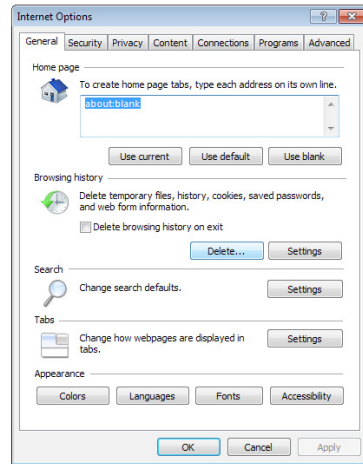 Internet Options
General Security Privacy Content Connections Programs Advanced
Home page
To create home page tabs, type each address on its own line.
about:blank
Use current Use default Use blank
Browsing history
Delete temporary files, history, cookies, saved passwords,
and web form information.
Delete browsing history on exit
Delete... Settings
Search
Change search defaults. Settings
Tabs
Change how webpages are displayed in
tabs.
Settings
Appearance
Colors Languages Fonts Accessibility
OK Cancel Apply